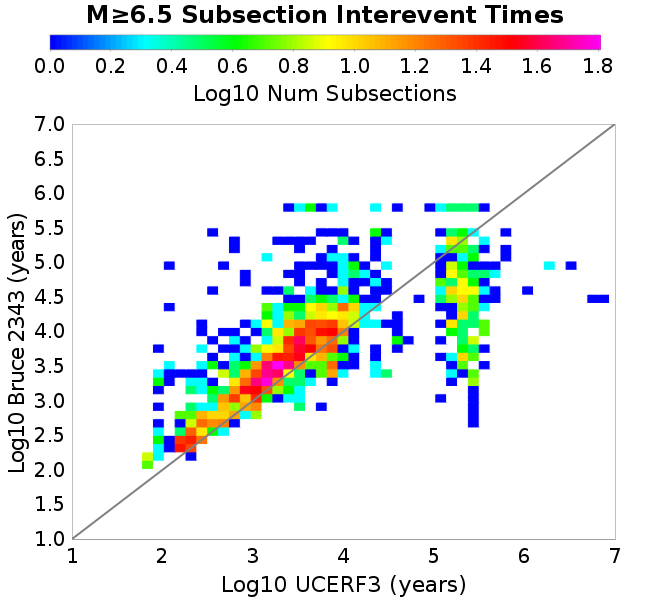 M≥6.5 Subsection Interevent Times
0.0 0.2 0.4 0.6 0.8 1.0 1.2 1.4 1.6 1.8
Log10 Num Subsections
7.0
6.5
6.0
5.5
5.0
4.5
4.0
3.5
3.0
2.5
2.0
1.5
1.0
Log10 Bruce 2343 (years)
1 2 3 4 5 6 7
Log10 UCERF3 (years)